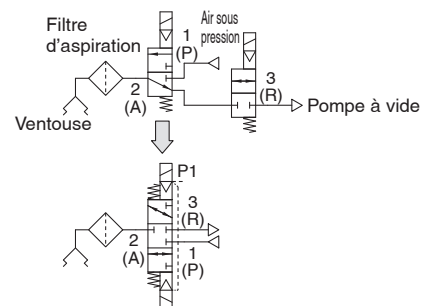 Filtre
d’aspiration
1
(P)
Air sous
pression
3
(R)
Pompe à vide
2
(A)
Ventouse
P1
3
(R)
2
(A)
1
(P)